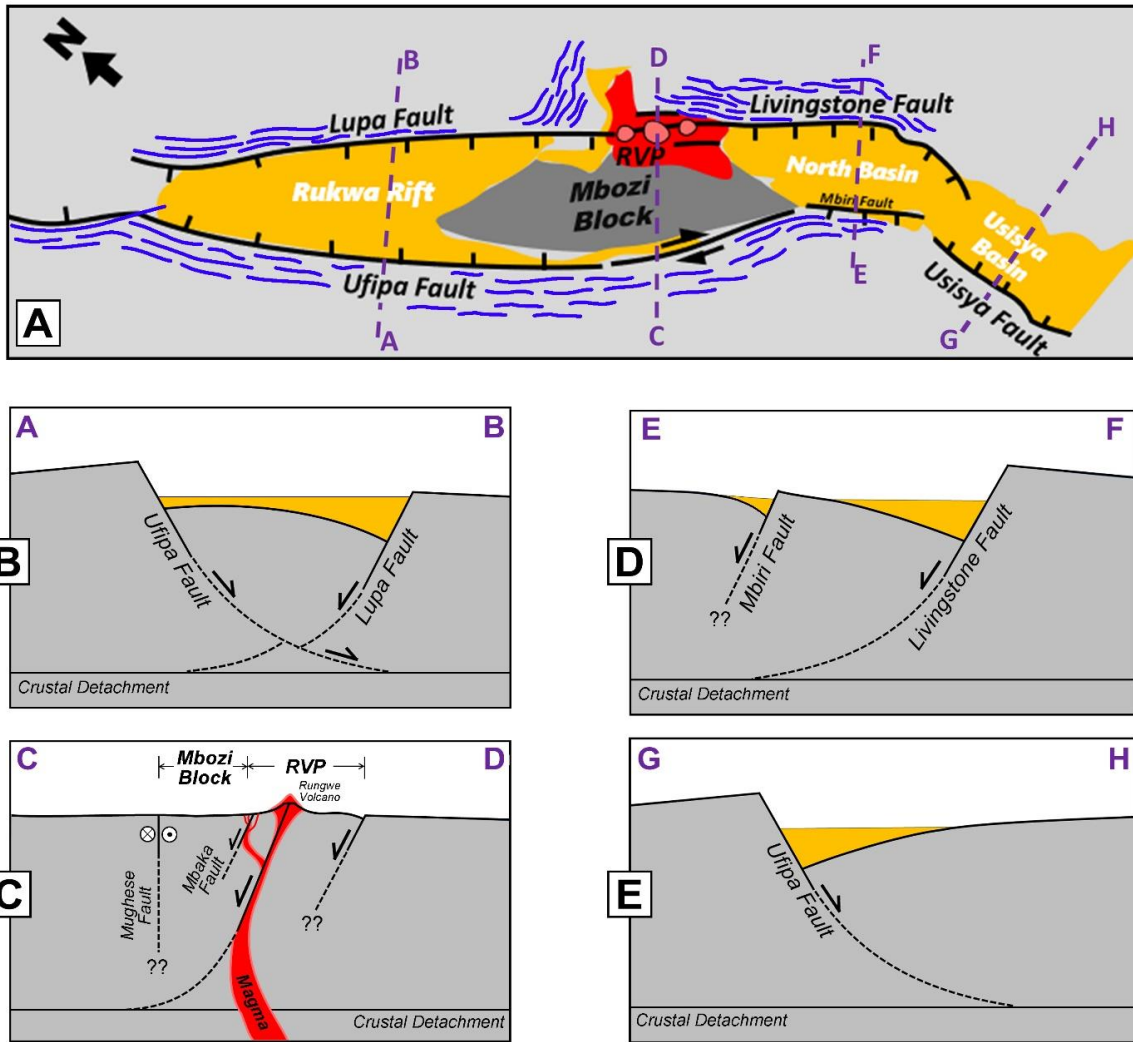 N
B
D
F
Lupa Fault
Livingstone Fault
H
RVP
North Basin
Rukwa Rift
Mbozi
Block
Mbiri Fault
Usisya
Basin
Ufipa Fault
E
Usisya Fault
A
A
C
G
A
B
Ufipa Fault
Lupa Fault
B
Crustal Detachment
E
F
Mbiri Fault
Livingstone Fault
D
??
Crustal Detachment
C
D
Mbozi
Block
RVP
Rungwe
Volcano
Mughese
Fault
Mbaka
Fault
C
??
??
Magma
Crustal Detachment
G
H
Ufipa Fault
E
Crustal Detachment